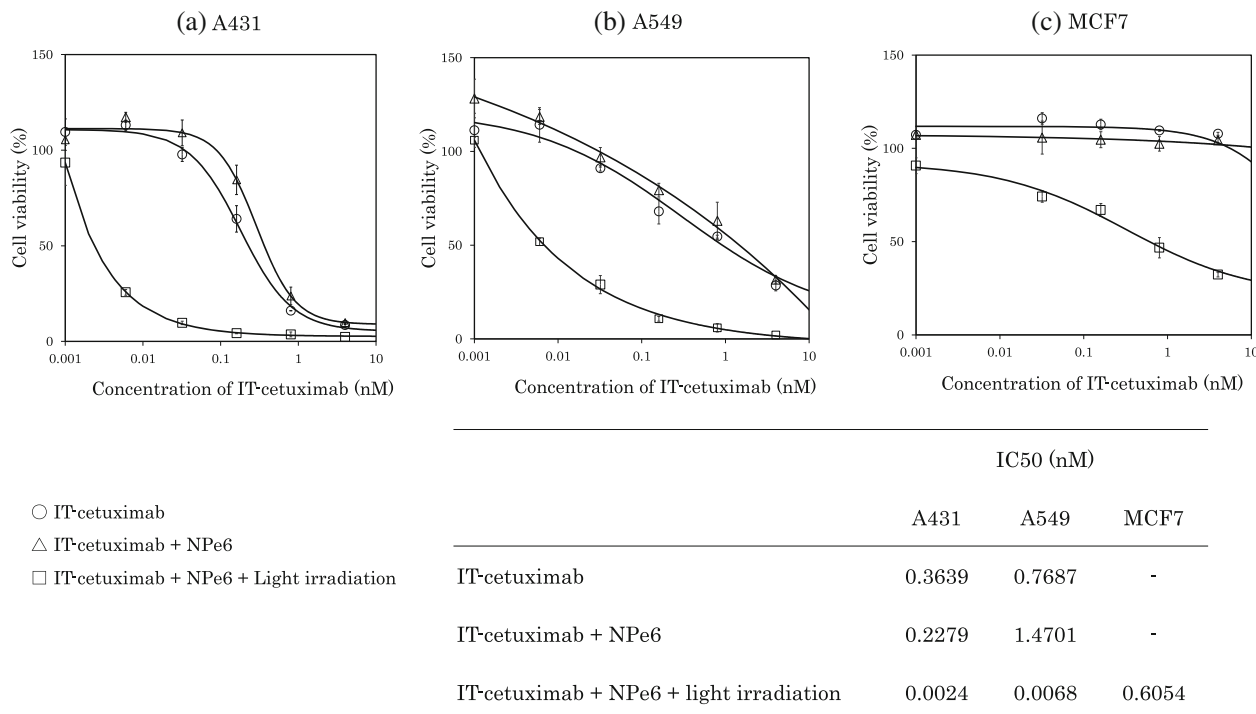 (a) A431
(b) A549
(c) MCF7
150
100
50
0
Cell viability (%)
0.001 0.01 0.1 1 10
Concentration of IT-cetuximab (nM)
150
100
50
0
Cell viability (%)
0.001 0.01 0.1 1 10
Concentration of IT-cetuximab (nM)
150
100
50
0
Cell viability (%)
0.001 0.01 0.1 1 10
Concentration of IT-cetuximab (nM)
IT-cetuximab
IT-cetuximab + NPe6
IT-cetuximab + NPe6 + Light irradiation
IC50 (nM)
A431 A549 MCF7
IT-cetuximab 0.3639 0.7687 -
IT-cetuximab + NPe6 0.2279 1.4701 -
IT-cetuximab + NPe6 + light irradiation 0.0024 0.0068 0.6054